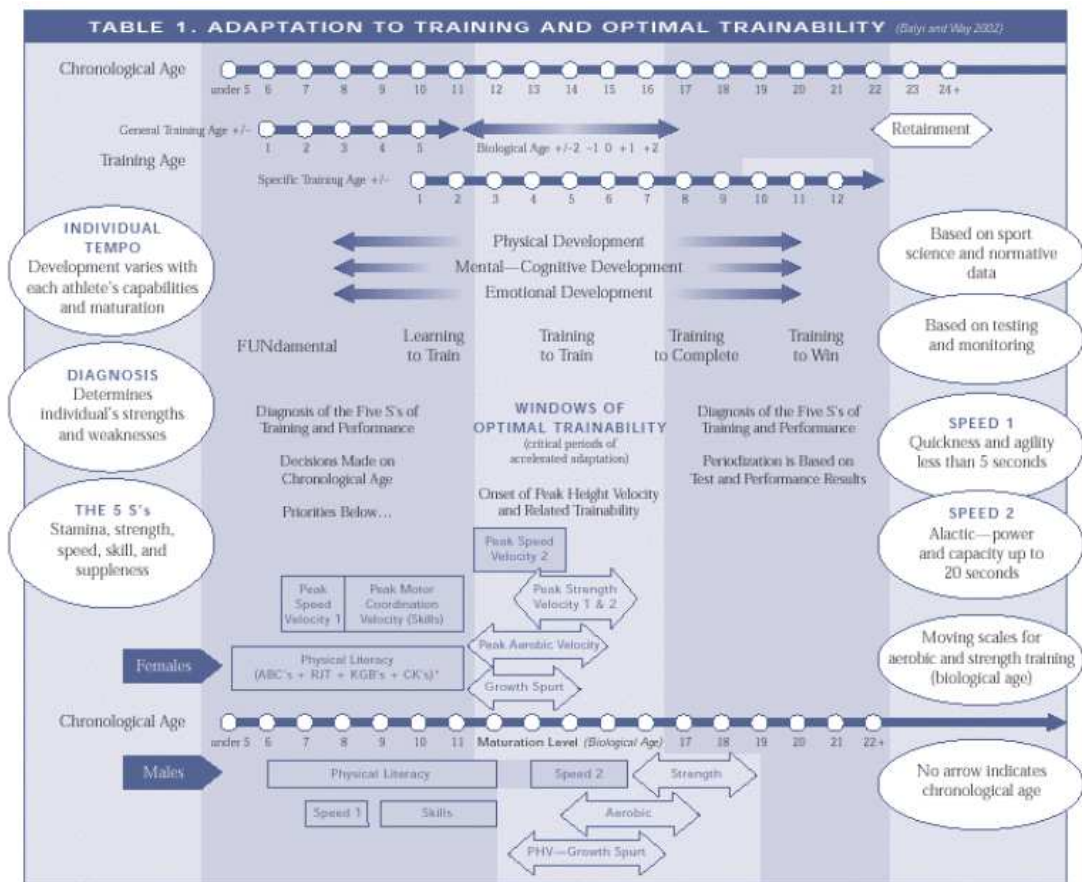 TABLE 1. ADAPTATION TO TRAINING AND OPTIMAL TRAINABILITY (Balyi and Way 2002)
Chronological Age
under 5 6 7 8 9 10 11 12 13 14 15 16 17 18 19 20 21 22 23 24+
General Training Age +/-
1 2 3 4 5
Biological Age +/-2 -1 0 +1 +2
Retainment
Training Age
Specific Training Age +/-
1 2 3 4 5 6 7 8 9 10 11 12
INDIVIDUAL
TEMPO
Development varies with
each athlete's capabilities
and maturation
Physical Development
Mental—Cognitive Development
Emotional Development
Based on sport
science and normative
data
FUNdamental
Learning
to Train
Training
to Train
Training
to Complete
Training
to Win
Based on testing
and monitoring
DIAGNOSIS
Determines
individual's strengths
and weaknesses
Diagnosis of the Five S's of
Training and Performance
Decisions Made on
Chronological Age
Priorities Below...
WINDOWS OF
OPTIMAL TRAINABILITY
(critical periods of
accelerated adaptation)
Onset of Peak Height Velocity
and Related Trainability
Diagnosis of the Five S's of
Training and Performance
Periodization is Based on
Test and Performance Results
SPEED 1
Quickness and agility
less than 5 seconds
THE 5 S's
Stamina, strength,
speed, skill, and
suppleness
SPEED 2
Alactic—power
and capacity up to
20 seconds
Peak Speed
Velocity 2
Peak
Speed
Velocity 1
Peak Motor
Coordination
Velocity (Skills)
Peak Strength
Velocity 1 & 2
Peak Aerobic Velocity
Females
Physical Literacy
(ABC's + RJT + KGB's + CK's)*
Growth Spurt
Moving scales for
aerobic and strength training
(biological age)
Chronological Age
under 5 6 7 8 9 10 11 Maturation Level (Biological Age) 17 18 19 20 21 22+
Males
Physical Literacy
Speed 2
Strength
Speed 1
Skills
Aerobic
PHV—Growth Spurt
No arrow indicates
chronological age